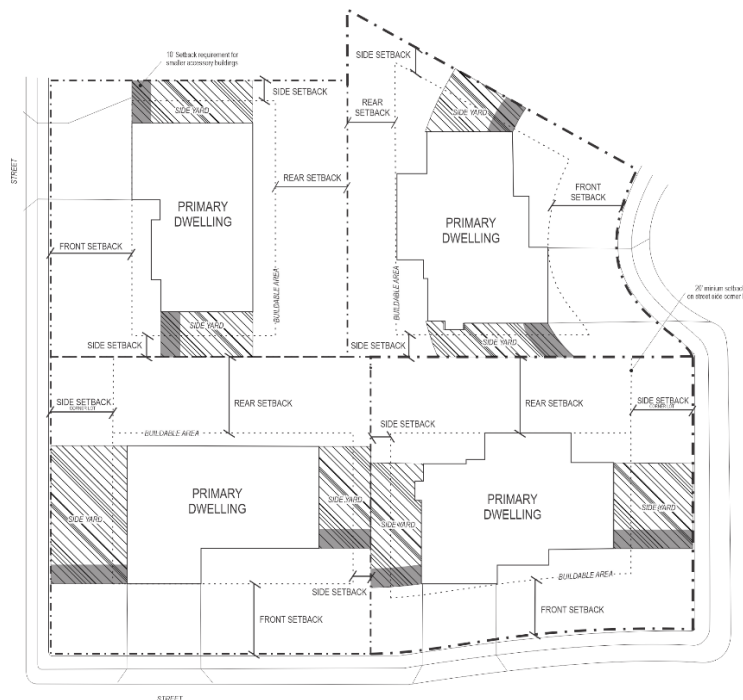 SIDE SETBACK
10' Setback requirement for
smaller accessory buildings
SIDE SETBACK
SIDE YARD
REAR
SETBACK
SIDE YARD
STREET
REAR SETBACK
FRONT
SETBACK
PRIMARY
DWELLING
PRIMARY
DWELLING
FRONT SETBACK
BUILDABLE AREA
BUILDABLE AREA
on street side corner
SIDE YARD
SIDE YARD
SIDE SETBACK
SIDE SETBACK
SIDE SETBACK
CORNER LOT
REAR SETBACK
REAR SETBACK
SIDE SETBACK
CORNER LOT
SIDE SETBACK
BUILDABLE AREA
PRIMARY
DWELLING
PRIMARY
DWELLING
SIDE YARD
SIDE YARD
SIDE YARD
SIDE YARD
BUILDABLE AREA
SIDE SETBACK
FRONT SETBACK
FRONT SETBACK
STREET